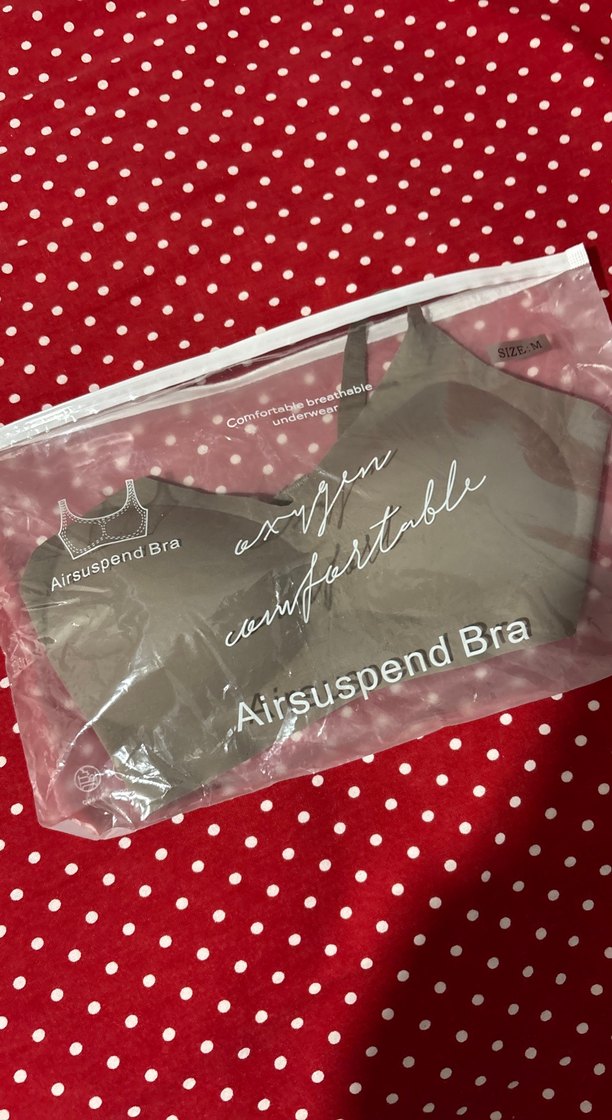 SIZE:M
Comfortable breathable
underwear
oxygen
comfortable
Airsuspend Bra
Airsuspend Bra